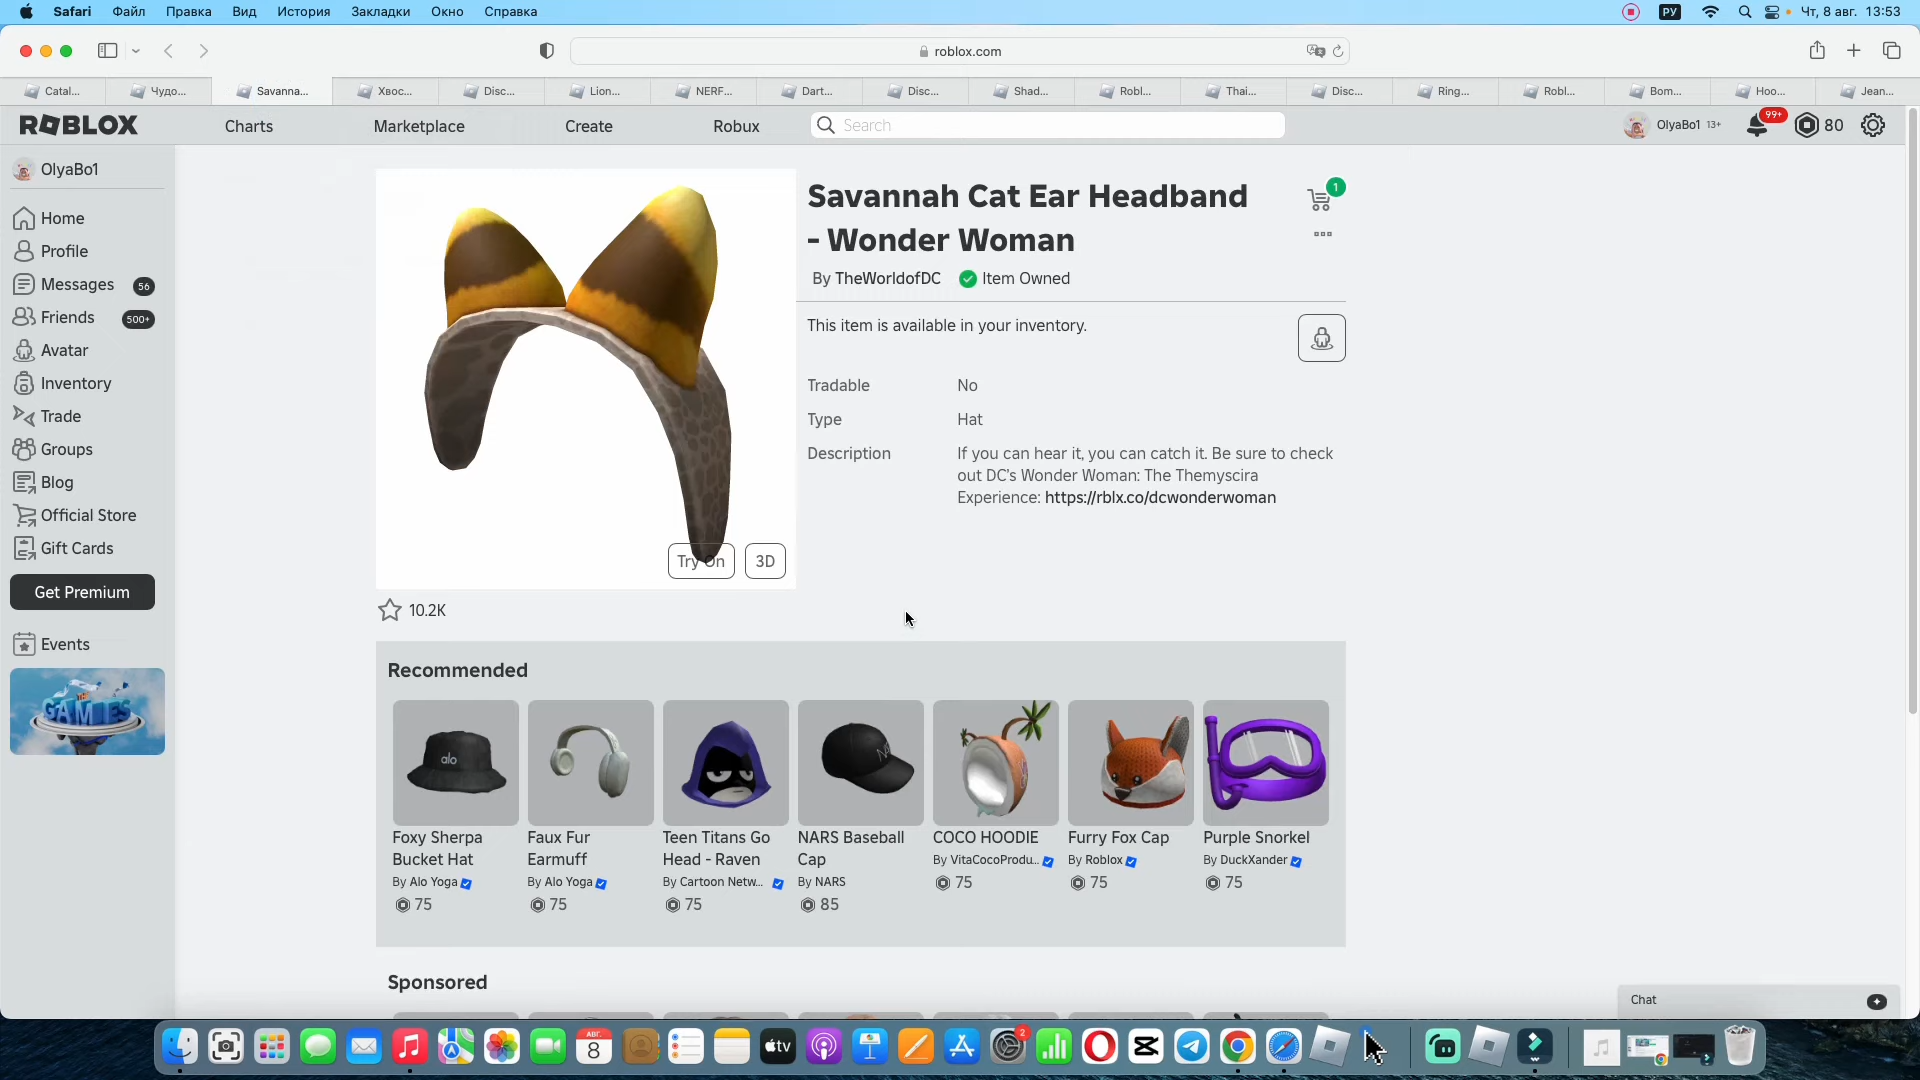 Safari Файл Правка Вид История Закладки Окно Справка РУ Чт, 8 авг. 13:53
roblox.com
Catal... Чудо... Savanna... Хвос... Disc... Lion... NERF... Dart... Disc... Shad... Robl... Thai... Disc... Ring... Robl... Bom... Hoo... Jean...
ROBLOX Charts Marketplace Create Robux Search OlyaBo1 13+ 99+ 80
OlyaBo1
Home
Profile
Messages 56
Friends 500+
Avatar
Inventory
Trade
Groups
Blog
Official Store
Gift Cards
Get Premium
Events
GAMES
Savannah Cat Ear Headband
- Wonder Woman
1
By TheWorldofDC Item Owned
This item is available in your inventory.
Tradable No
Type Hat
Description If you can hear it, you can catch it. Be sure to check
out DC's Wonder Woman: The Themyscira
Experience: https://rblx.co/dcwonderwoman
Try On 3D
10.2K
Recommended
alo
Foxy Sherpa
Bucket Hat
By Alo Yoga
75
Faux Fur
Earmuff
By Alo Yoga
75
Teen Titans Go
Head - Raven
By Cartoon Netw...
75
NARS Baseball
Cap
By NARS
85
COCO HOODIE
By VitaCocoProdu...
75
Furry Fox Cap
By Roblox
75
Purple Snorkel
By DuckXander
75
Sponsored
Chat
АВГ.
8
tv
2